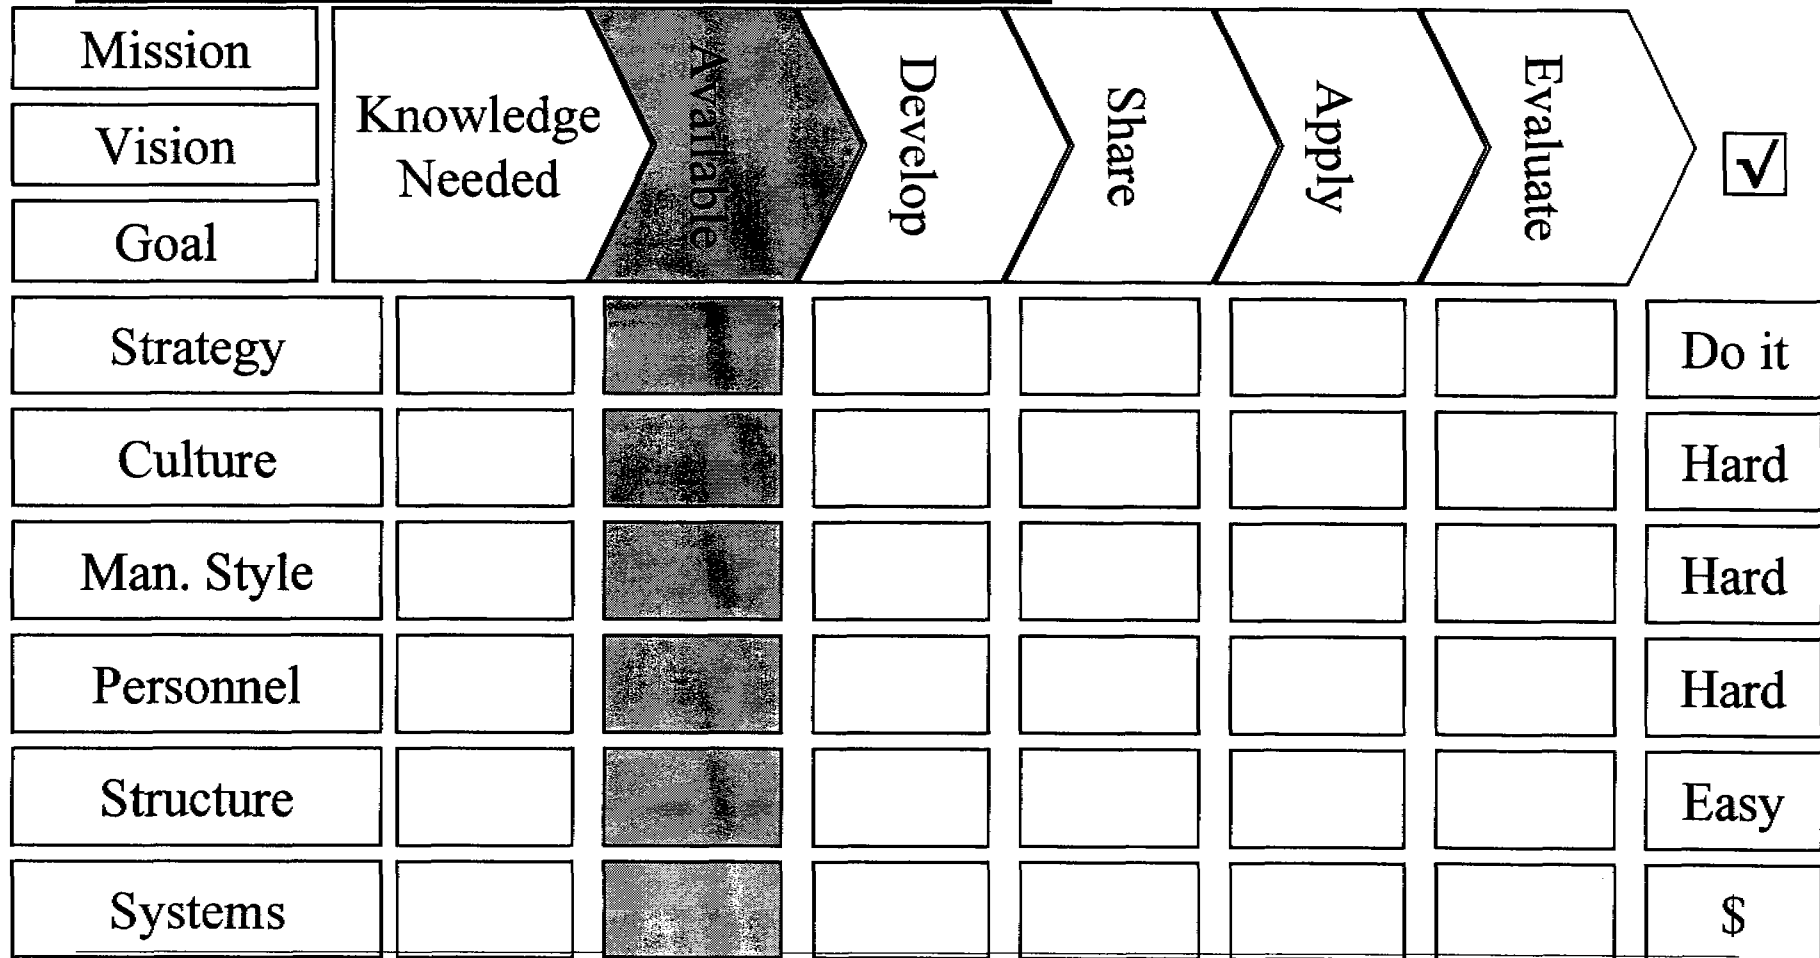 Mission
Vision
Goal
Knowledge
Needed
Available
Develop
Share
Apply
Evaluate
√
Strategy
Do it
Culture
Hard
Man. Style
Hard
Personnel
Hard
Structure
Easy
Systems
$